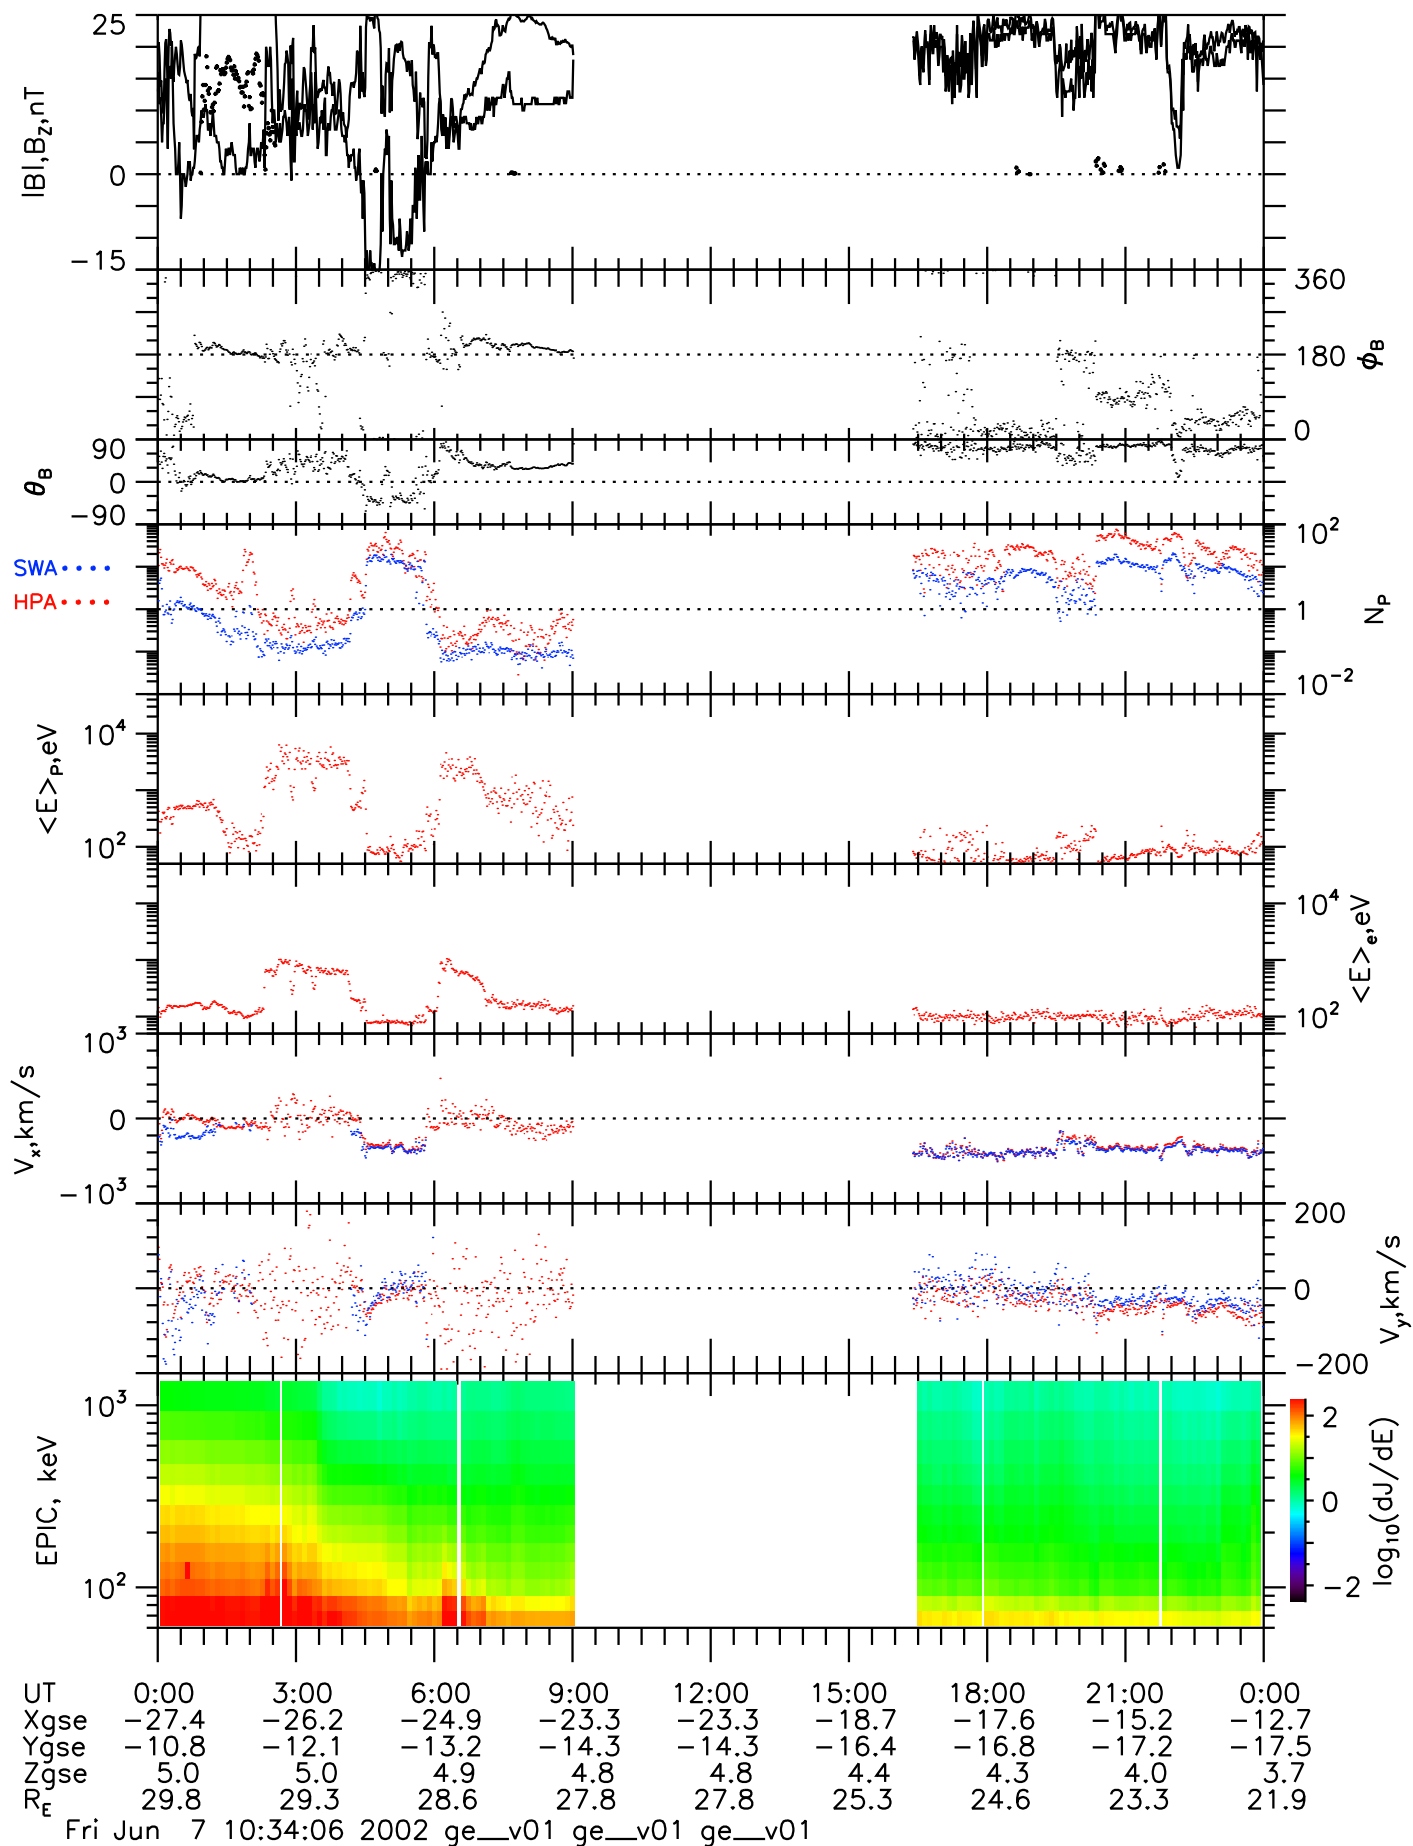 25
|B|,B_Z,nT
0
−15
360
180 ϕ_B
0
90
θ_B 0
−90
SWA
HPA
10^2
1 N_P
10^−2
10^4
<E>_P,eV
10^2
10^4
<E>_e,eV
10^2
10^3
V_x,km/s
0
−10^3
200
0
V_y,km/s
−200
10^3
EPIC, keV
10^2
2
0
−2
log_10(dJ/dE)
UT 0:00 3:00 6:00 9:00 12:00 15:00 18:00 21:00 0:00
Xgse −27.4 −26.2 −24.9 −23.3 −23.3 −18.7 −17.6 −15.2 −12.7
Ygse −10.8 −12.1 −13.2 −14.3 −14.3 −16.4 −16.8 −17.2 −17.5
Zgse 5.0 5.0 4.9 4.8 4.8 4.4 4.3 4.0 3.7
R_E 29.8 29.3 28.6 27.8 27.8 25.3 24.6 23.3 21.9
Fri Jun 7 10:34:06 2002 ge__v01 ge__v01 ge__v01